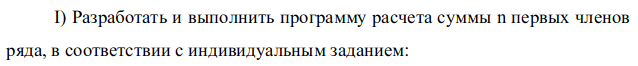 I) Разработать и выполнить программу расчета суммы n первых членов
ряда, в соответствии с индивидуальным заданием: